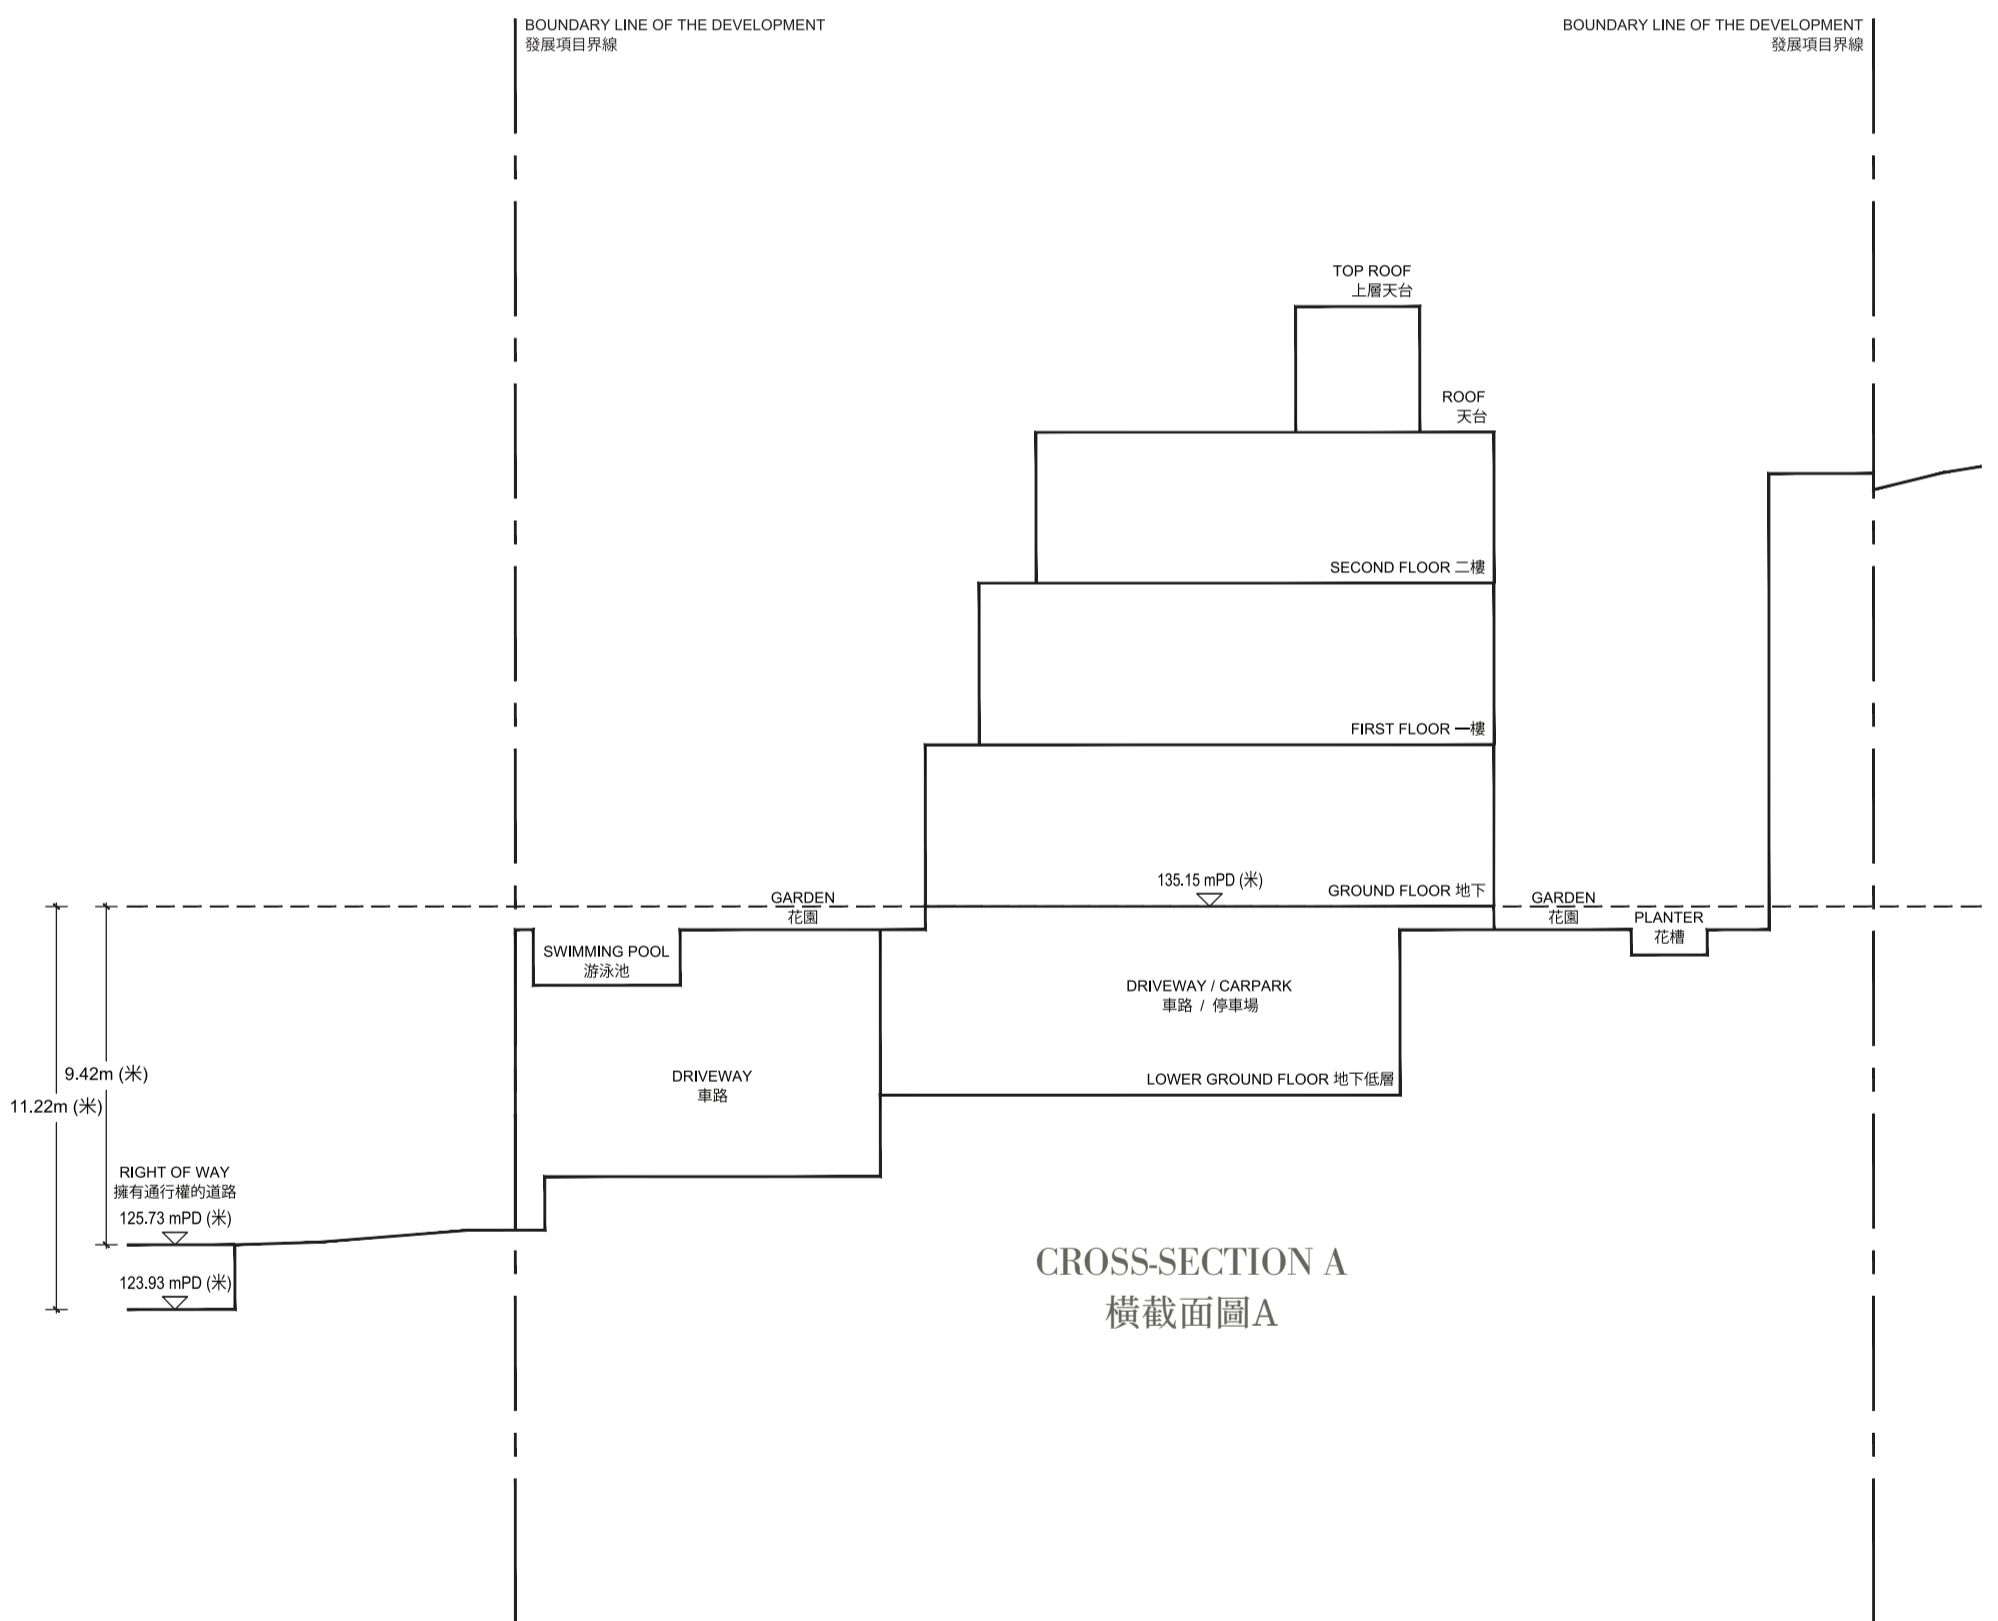 BOUNDARY LINE OF THE DEVELOPMENT
發展項目界線
BOUNDARY LINE OF THE DEVELOPMENT
發展項目界線
TOP ROOF
上層天台
ROOF
天台
SECOND FLOOR 二樓
FIRST FLOOR 一樓
135.15 mPD (米)
GROUND FLOOR 地下
GARDEN
花園
GARDEN
花園
PLANTER
花槽
SWIMMING POOL
游泳池
DRIVEWAY / CARPARK
車路 / 停車場
9.42m (米)
11.22m (米)
DRIVEWAY
車路
LOWER GROUND FLOOR 地下低層
RIGHT OF WAY
擁有通行權的道路
125.73 mPD (米)
123.93 mPD (米)
CROSS-SECTION A
橫截面圖A